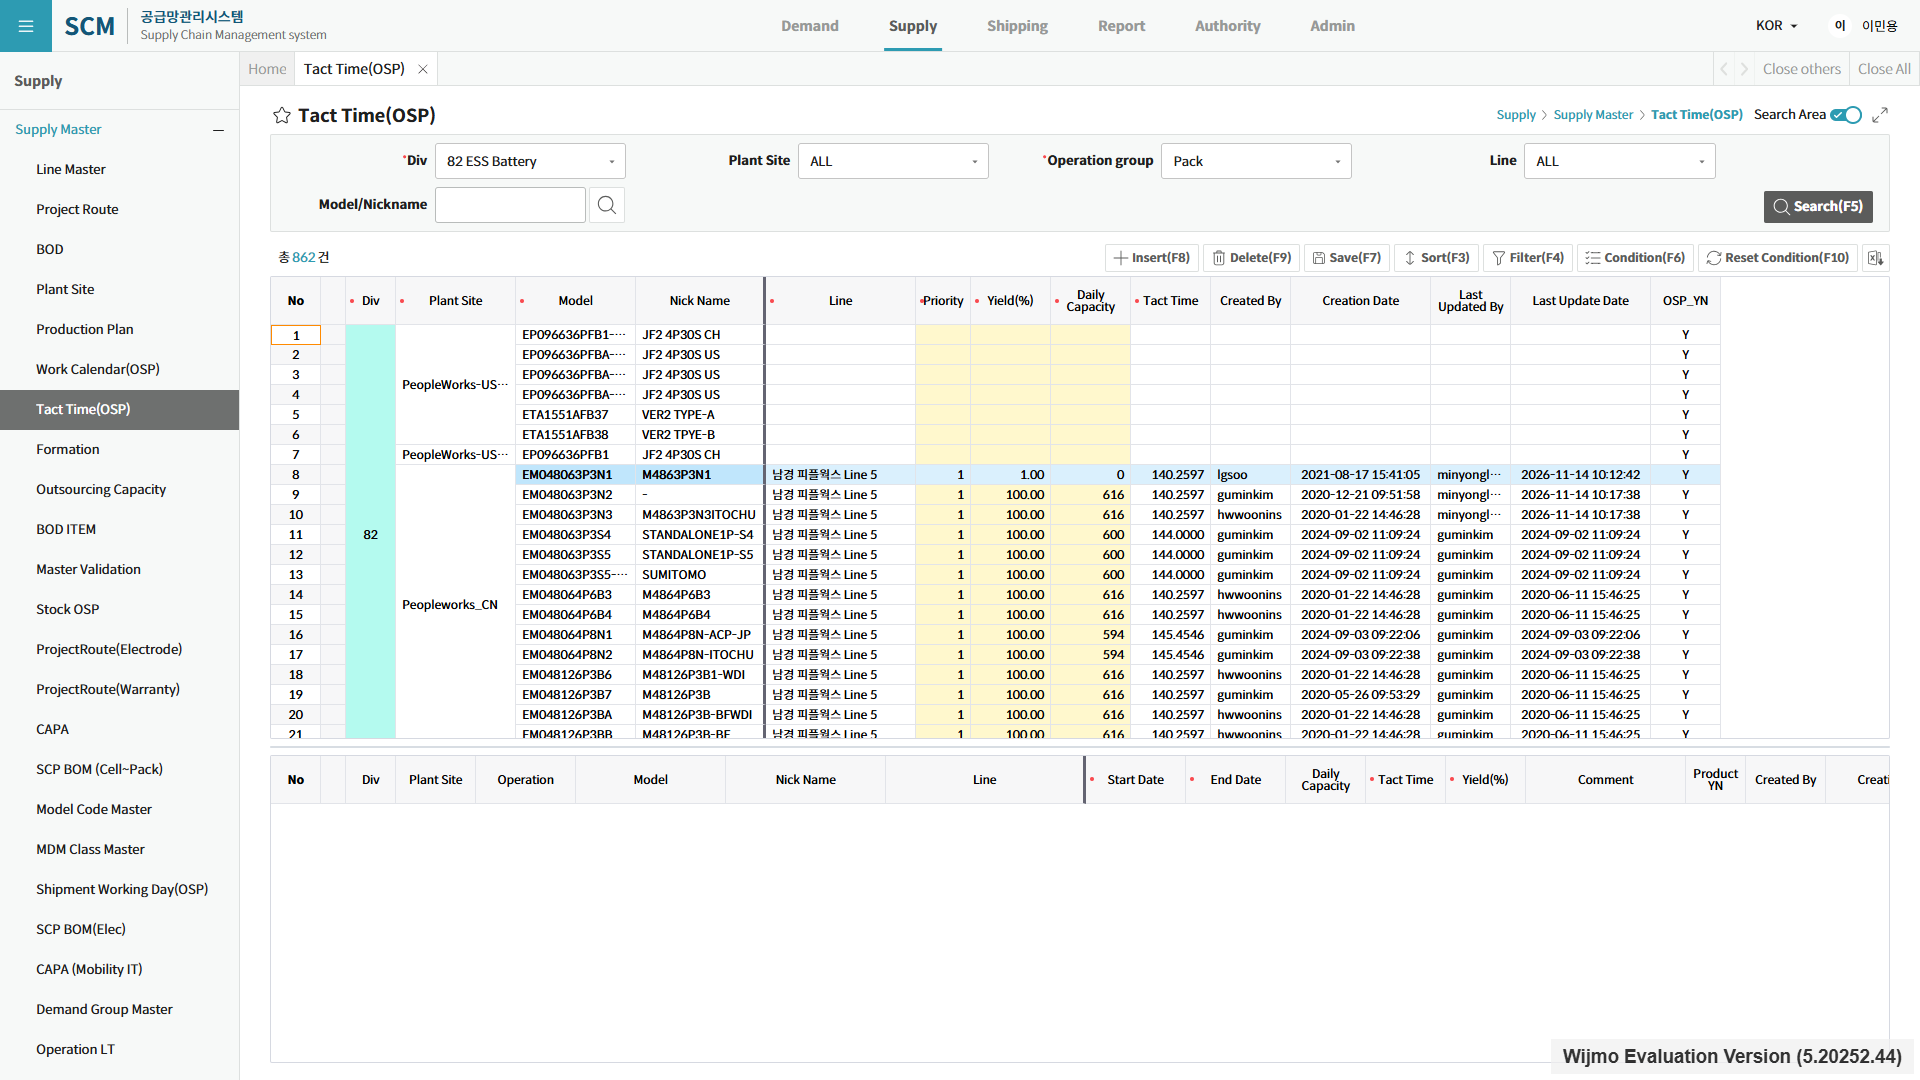 SCM 공급망관리시스템
Supply Chain Management system
Demand Supply Shipping Report Authority Admin
KOR 이 이민용
Supply
Home Tact Time(OSP) Close others Close All
Supply Master
Line Master
Project Route
BOD
Plant Site
Production Plan
Work Calendar(OSP)
Tact Time(OSP)
Formation
Outsourcing Capacity
BOD ITEM
Master Validation
Stock OSP
ProjectRoute(Electrode)
ProjectRoute(Warranty)
CAPA
SCP BOM (Cell~Pack)
Model Code Master
MDM Class Master
Shipment Working Day(OSP)
SCP BOM(Elec)
CAPA (Mobility IT)
Demand Group Master
Operation LT
Tact Time(OSP)
Supply > Supply Master > Tact Time(OSP) Search Area
*Div 82 ESS Battery Plant Site ALL *Operation group Pack Line ALL
Model/Nickname Search(F5)
총 862 건
Insert(F8) Delete(F9) Save(F7) Sort(F3) Filter(F4) Condition(F6) Reset Condition(F10)
No Div Plant Site Model Nick Name Line Priority Yield(%) Daily Capacity Tact Time Created By Creation Date Last Updated By Last Update Date OSP_YN
82
PeopleWorks-US···
PeopleWorks-US···
Peopleworks_CN
1 EP096636PFB1-··· JF2 4P30S CH Y
2 EP096636PFBA-··· JF2 4P30S US Y
3 EP096636PFBA-··· JF2 4P30S US Y
4 EP096636PFBA-··· JF2 4P30S US Y
5 ETA1551AFB37 VER2 TYPE-A Y
6 ETA1551AFB38 VER2 TPYE-B Y
7 EP096636PFB1 JF2 4P30S CH Y
8 EM048063P3N1 M4863P3N1 남경 피플웍스 Line 5 1 1.00 0 140.2597 lgsoo 2021-08-17 15:41:05 minyongl··· 2026-11-14 10:12:42 Y
9 EM048063P3N2 - 남경 피플웍스 Line 5 1 100.00 616 140.2597 guminkim 2020-12-21 09:51:58 minyongl··· 2026-11-14 10:17:38 Y
10 EM048063P3N3 M4863P3N3ITOCHU 남경 피플웍스 Line 5 1 100.00 616 140.2597 hwwoonins 2020-01-22 14:46:28 minyongl··· 2026-11-14 10:17:38 Y
11 EM048063P3S4 STANDALONE1P-S4 남경 피플웍스 Line 5 1 100.00 600 144.0000 guminkim 2024-09-02 11:09:24 guminkim 2024-09-02 11:09:24 Y
12 EM048063P3S5 STANDALONE1P-S5 남경 피플웍스 Line 5 1 100.00 600 144.0000 guminkim 2024-09-02 11:09:24 guminkim 2024-09-02 11:09:24 Y
13 EM048063P3S5-··· SUMITOMO 남경 피플웍스 Line 5 1 100.00 600 144.0000 guminkim 2024-09-02 11:09:24 guminkim 2024-09-02 11:09:24 Y
14 EM048064P6B3 M4864P6B3 남경 피플웍스 Line 5 1 100.00 616 140.2597 hwwoonins 2020-01-22 14:46:28 guminkim 2020-06-11 15:46:25 Y
15 EM048064P6B4 M4864P6B4 남경 피플웍스 Line 5 1 100.00 616 140.2597 hwwoonins 2020-01-22 14:46:28 guminkim 2020-06-11 15:46:25 Y
16 EM048064P8N1 M4864P8N-ACP-JP 남경 피플웍스 Line 5 1 100.00 594 145.4546 guminkim 2024-09-03 09:22:06 guminkim 2024-09-03 09:22:06 Y
17 EM048064P8N2 M4864P8N-ITOCHU 남경 피플웍스 Line 5 1 100.00 594 145.4546 guminkim 2024-09-03 09:22:38 guminkim 2024-09-03 09:22:38 Y
18 EM048126P3B6 M48126P3B1-WDI 남경 피플웍스 Line 5 1 100.00 616 140.2597 hwwoonins 2020-01-22 14:46:28 guminkim 2020-06-11 15:46:25 Y
19 EM048126P3B7 M48126P3B 남경 피플웍스 Line 5 1 100.00 616 140.2597 guminkim 2020-05-26 09:53:29 guminkim 2020-06-11 15:46:25 Y
20 EM048126P3BA M48126P3B-BFWDI 남경 피플웍스 Line 5 1 100.00 616 140.2597 hwwoonins 2020-01-22 14:46:28 guminkim 2020-06-11 15:46:25 Y
21 EM048126P3BB M48126P3B-BF 남경 피플웍스 Line 5 1 100.00 616 140.2597 hwwoonins 2020-01-22 14:46:28 guminkim 2020-06-11 15:46:25 Y
No Div Plant Site Operation Model Nick Name Line Start Date End Date Daily Capacity Tact Time Yield(%) Comment Product YN Created By Creati
Wijmo Evaluation Version (5.20252.44)